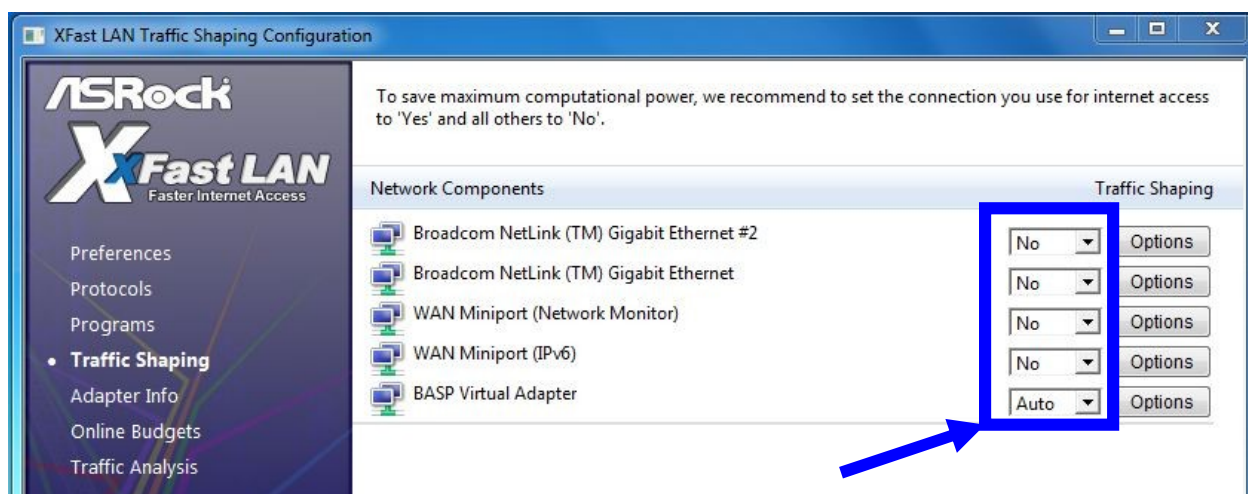 XFast LAN Traffic Shaping Configuration
ASRock
XFast LAN
Faster Internet Access
Preferences
Protocols
Programs
Traffic Shaping
Adapter Info
Online Budgets
Traffic Analysis
To save maximum computational power, we recommend to set the connection you use for internet access
to 'Yes' and all others to 'No'.
Network Components Traffic Shaping
Broadcom NetLink (TM) Gigabit Ethernet #2 No Options
Broadcom NetLink (TM) Gigabit Ethernet No Options
WAN Miniport (Network Monitor) No Options
WAN Miniport (IPv6) No Options
BASP Virtual Adapter Auto Options